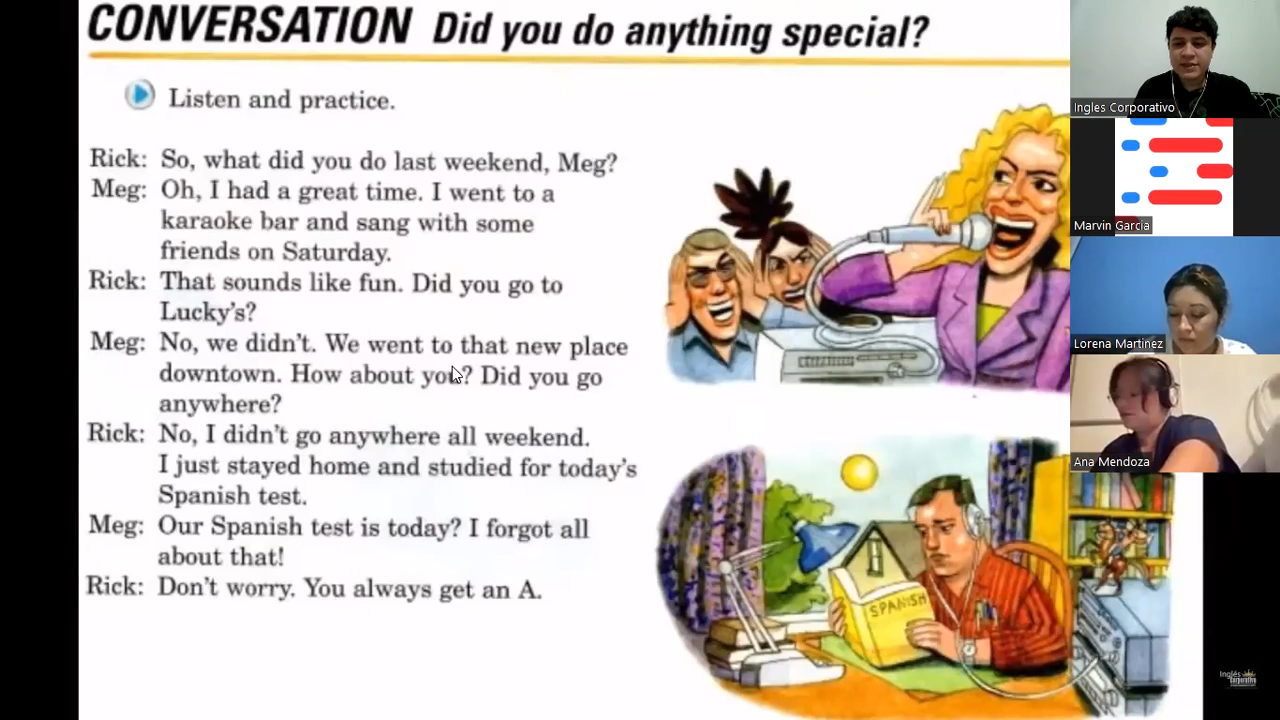 CONVERSATION Did you do anything special?
Listen and practice.
Rick: So, what did you do last weekend, Meg?
Meg: Oh, I had a great time. I went to a
karaoke bar and sang with some
friends on Saturday.
Rick: That sounds like fun. Did you go to
Lucky's?
Meg: No, we didn't. We went to that new place
downtown. How about you? Did you go
anywhere?
Rick: No, I didn't go anywhere all weekend.
I just stayed home and studied for today's
Spanish test.
Meg: Our Spanish test is today? I forgot all
about that!
Rick: Don't worry. You always get an A.
SPANISH
Ingles Corporativo
Marvin Garcia
Lorena Martinez
Ana Mendoza
Inglés
Corporativo